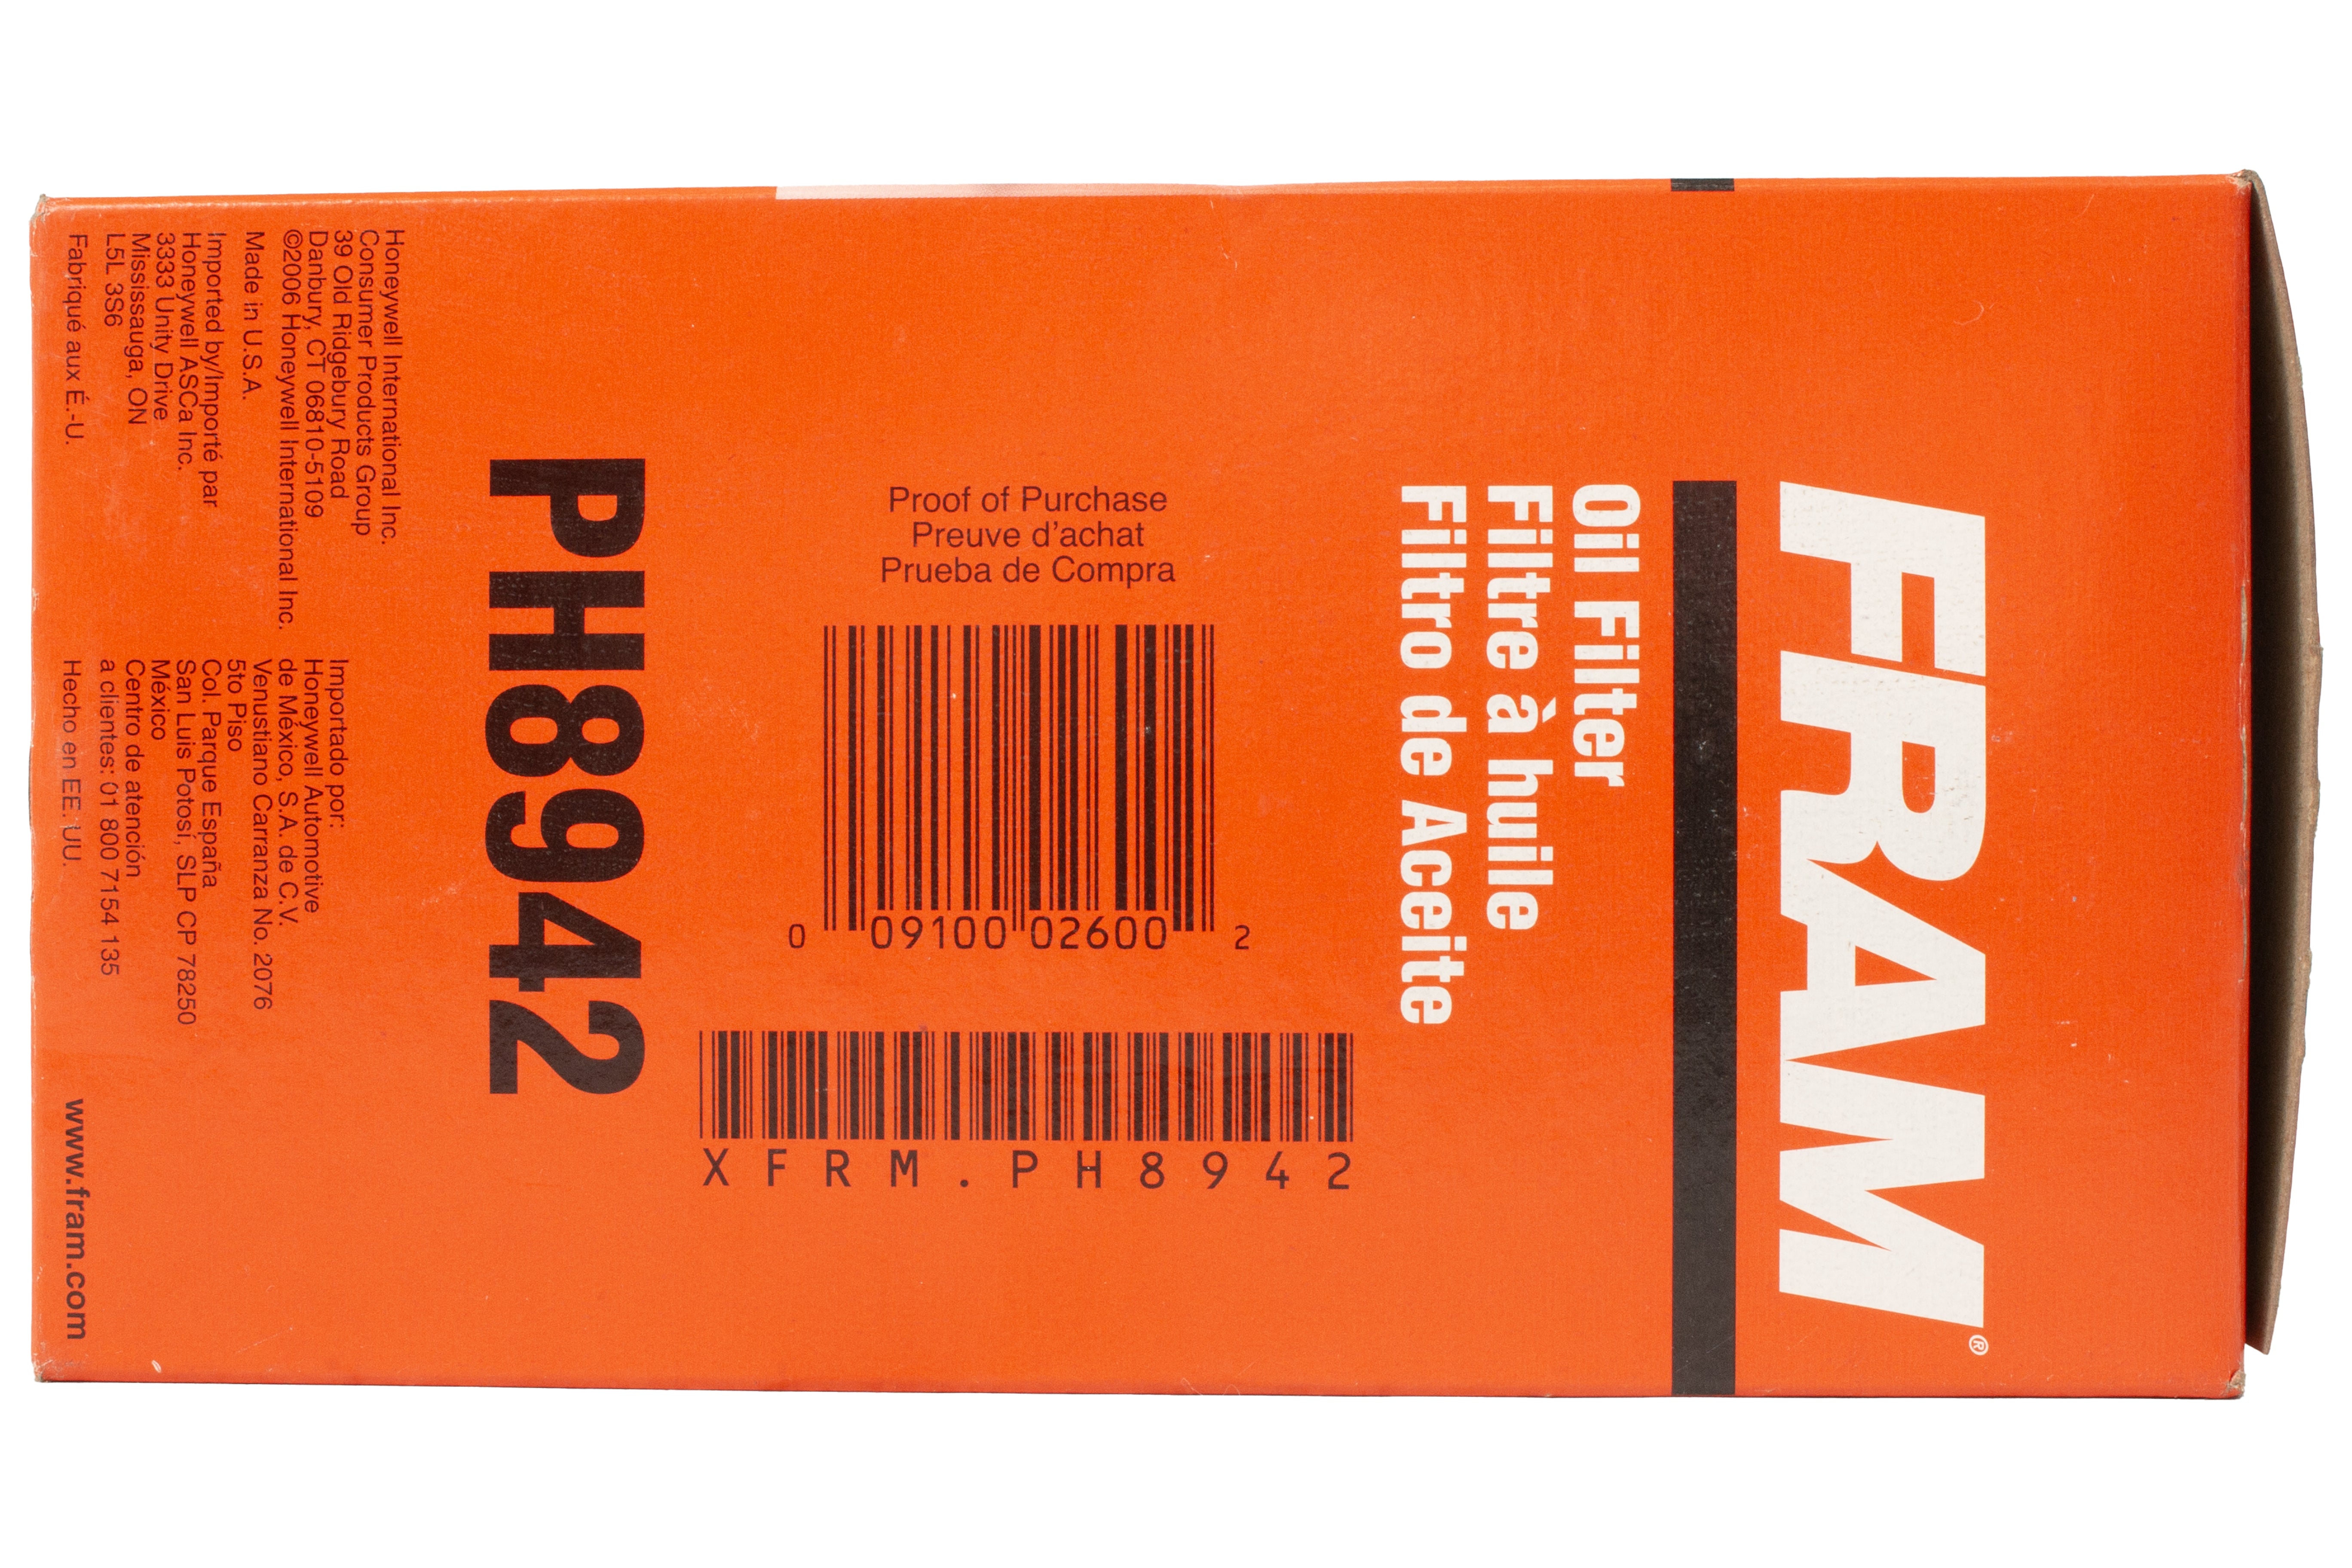 FRAM®
Oil Filter
Filtre à huile
Filtro de Aceite
Proof of Purchase
Preuve d'achat
Prueba de Compra
0 09100 02600 2
XFRM.PH8942
PH8942
Honeywell International Inc.
Consumer Products Group
39 Old Ridgebury Road
Danbury, CT 06810-5109
©2006 Honeywell International Inc.
Made in U.S.A.
Imported by/Importé par
Honeywell ASCa Inc.
3333 Unity Drive
Mississauga, ON
L5L 3S6
Fabriqué aux É.-U.
Importado por:
Honeywell Automotive
de México, S.A. de C.V.
Venustiano Carranza No. 2076
5to Piso
Col. Parque España
San Luis Potosí, SLP CP 78250
México
Centro de atención
a clientes: 01 800 7154 135
Hecho en EE. UU.
www.fram.com